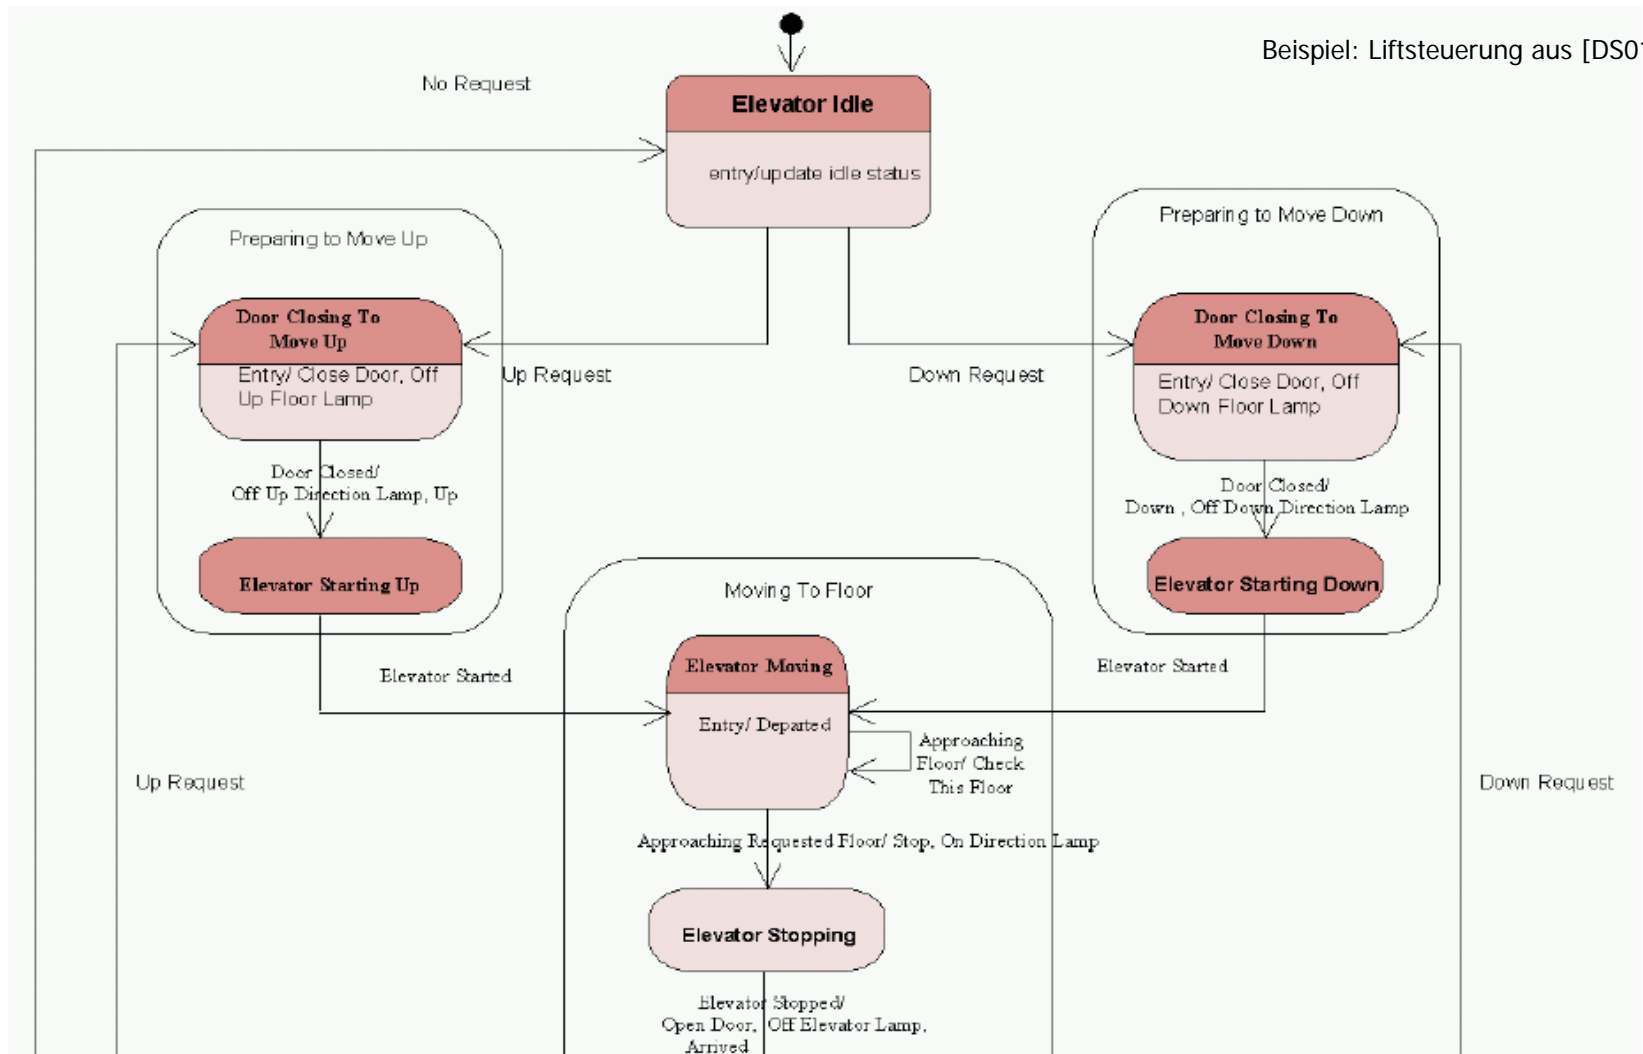 Beispiel: Liftsteuerung aus [DS01
No Request
Elevator Idle
entry/update idle status
Preparing to Move Up
Preparing to Move Down
Door Closing To
Move Up
Entry/ Close Door, Off
Up Floor Lamp
Up Request
Down Request
Door Closing To
Move Down
Entry/ Close Door, Off
Down Floor Lamp
Door Closed/
Off Up Direction Lamp, Up
Door Closed/
Down , Off Down Direction Lamp
Elevator Starting Up
Elevator Starting Down
Moving To Floor
Elevator Started
Elevator Moving
Entry/ Departed
Elevator Started
Approaching
Floor/ Check
This Floor
Up Request
Down Request
Approaching Requested Floor/ Stop, On Direction Lamp
Elevator Stopping
Elevator Stopped/
Open Door, Off Elevator Lamp,
Arrived